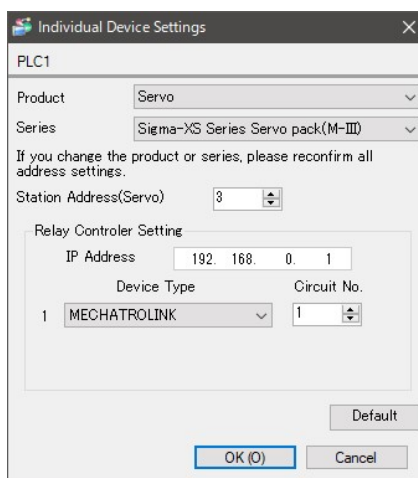 Individual Device Settings
PLC1
Product Servo
Series Sigma-XS Series Servo pack(M-III)
If you change the product or series, please reconfirm all
address settings.
Station Address(Servo) 3
Relay Controler Setting
IP Address 192. 168. 0. 1
Device Type Circuit No.
1 MECHATROLINK 1
Default
OK (O) Cancel